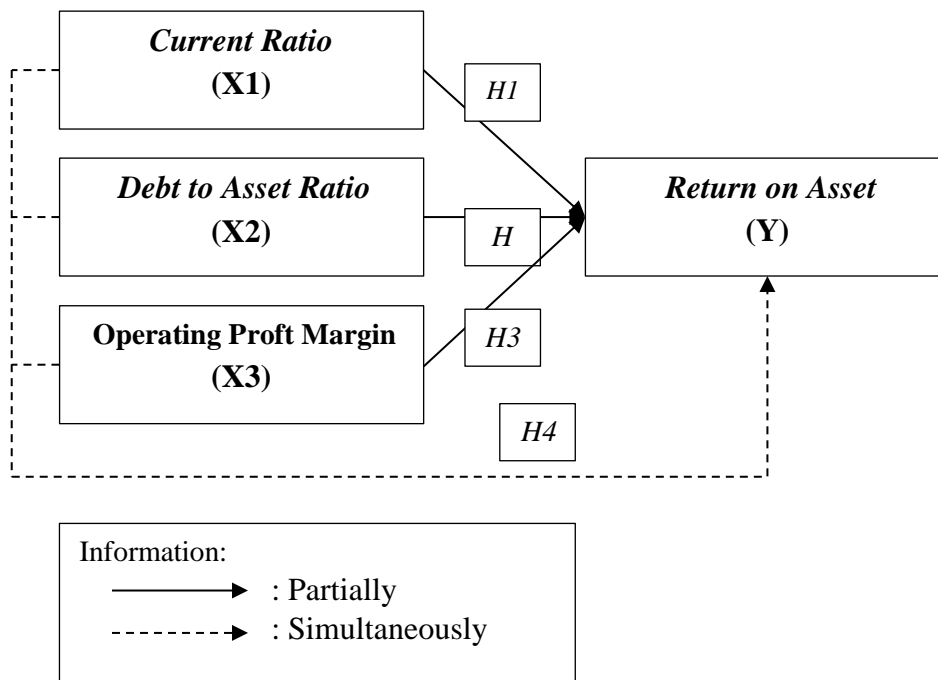 Current Ratio
(X1)
H1
Debt to Asset Ratio
(X2)
H
Return on Asset
(Y)
Operating Proft Margin
(X3)
H3
H4
Information:
: Partially
: Simultaneously